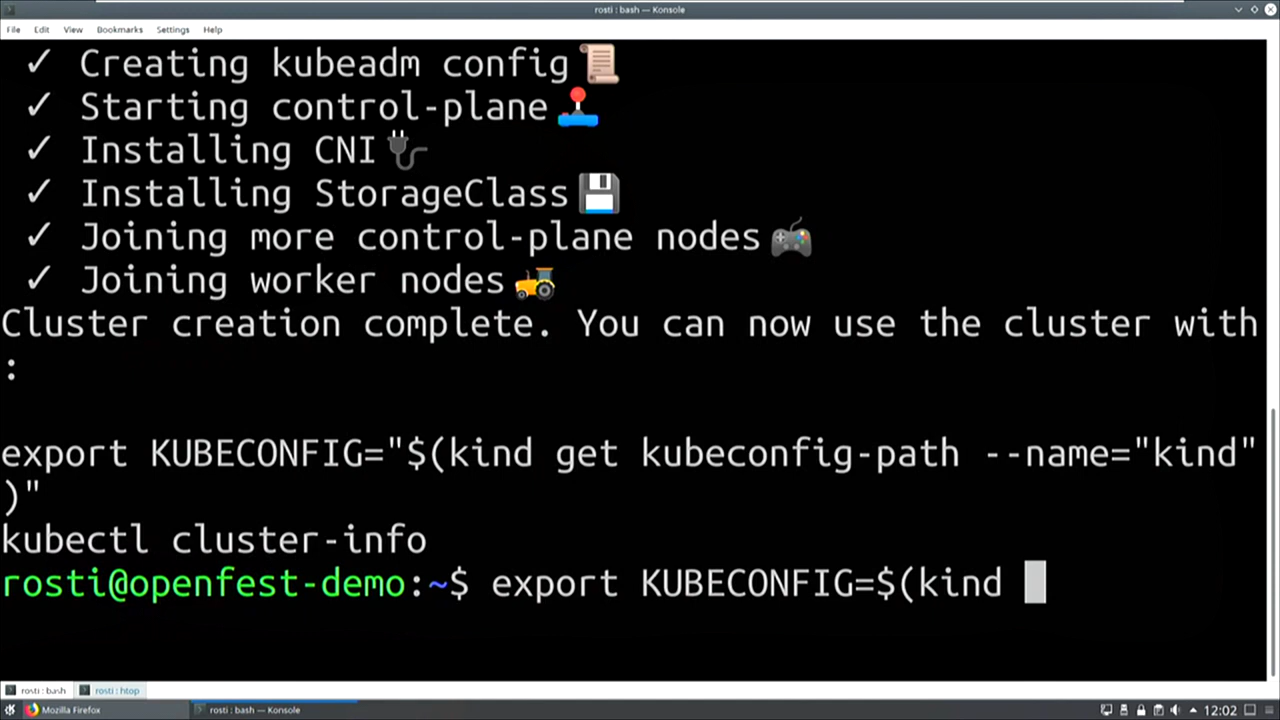 rosti : bash — Konsole
File Edit View Bookmarks Settings Help
✓ Creating kubeadm config 📜
✓ Starting control-plane 🕹️
✓ Installing CNI 🔌
✓ Installing StorageClass 💾
✓ Joining more control-plane nodes 🎮
✓ Joining worker nodes 🚜
Cluster creation complete. You can now use the cluster with
:
export KUBECONFIG="$(kind get kubeconfig-path --name="kind"
)"
kubectl cluster-info
rosti@openfest-demo:~$ export KUBECONFIG=$(kind
rosti : bash rosti : htop
Mozilla Firefox rosti : bash — Konsole 12:02